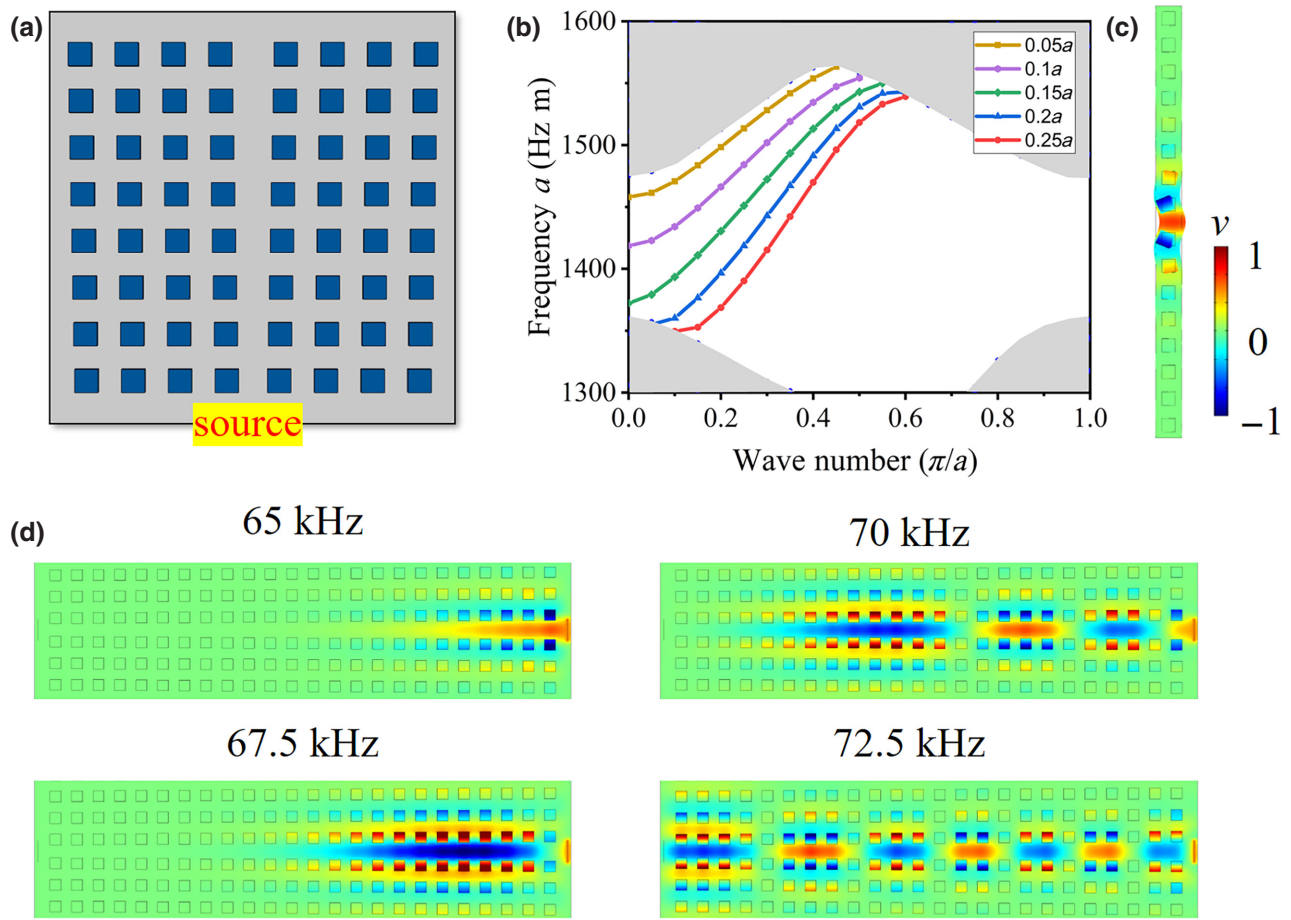 (a)
source
(b)
Frequency a (Hz m)
1600
1500
1400
1300
0.0
0.2
0.4
0.6
0.8
1.0
Wave number (π/a)
0.05a
0.1a
0.15a
0.2a
0.25a
(c)
v
1
0
−1
(d)
65 kHz
70 kHz
67.5 kHz
72.5 kHz